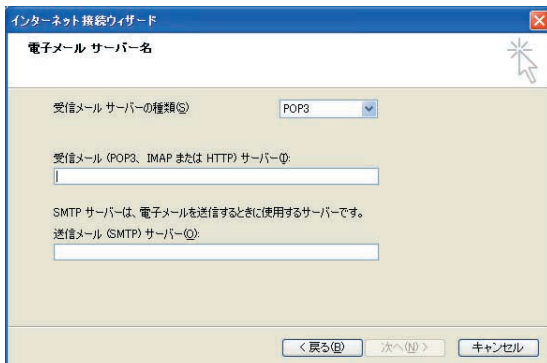 インターネット接続ウィザード
電子メール サーバー名
受信メール サーバーの種類(S)
POP3
受信メール (POP3、IMAP または HTTP) サーバー(I):
SMTP サーバーは、電子メールを送信するときに使用するサーバーです。
送信メール (SMTP) サーバー(O):
< 戻る(B) 次へ(N) > キャンセル